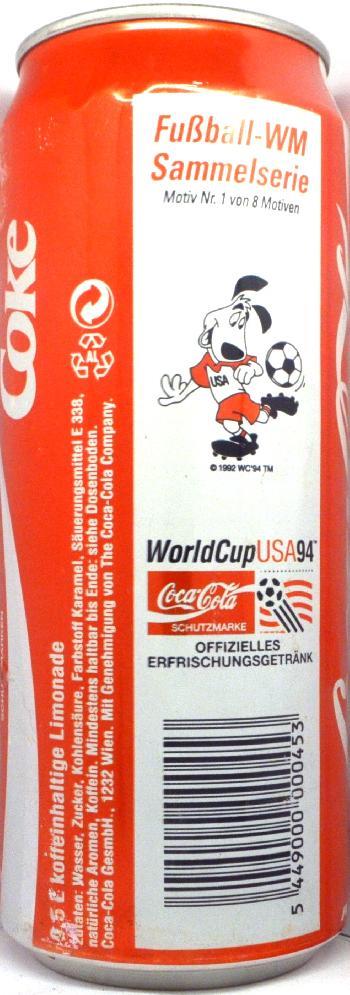 Fußball-WM
Sammelserie
Motiv Nr. 1 von 8 Motiven
USA
© 1992 WC'94 TM
WorldCupUSA94™
Coca-Cola
SCHUTZMARKE
OFFIZIELLES
ERFRISCHUNGSGETRÄNK
5 449000 000453
Coke
0,5 ℓ koffeinhaltige Limonade
Zutaten: Wasser, Zucker, Kohlensäure, Farbstoff Karamel, Säuerungsmittel E 338,
natürliche Aromen, Koffein. Mindestens haltbar bis Ende: siehe Dosenboden.
Coca-Cola GesmbH., 1232 Wien. Mit Genehmigung von The Coca-Cola Company.